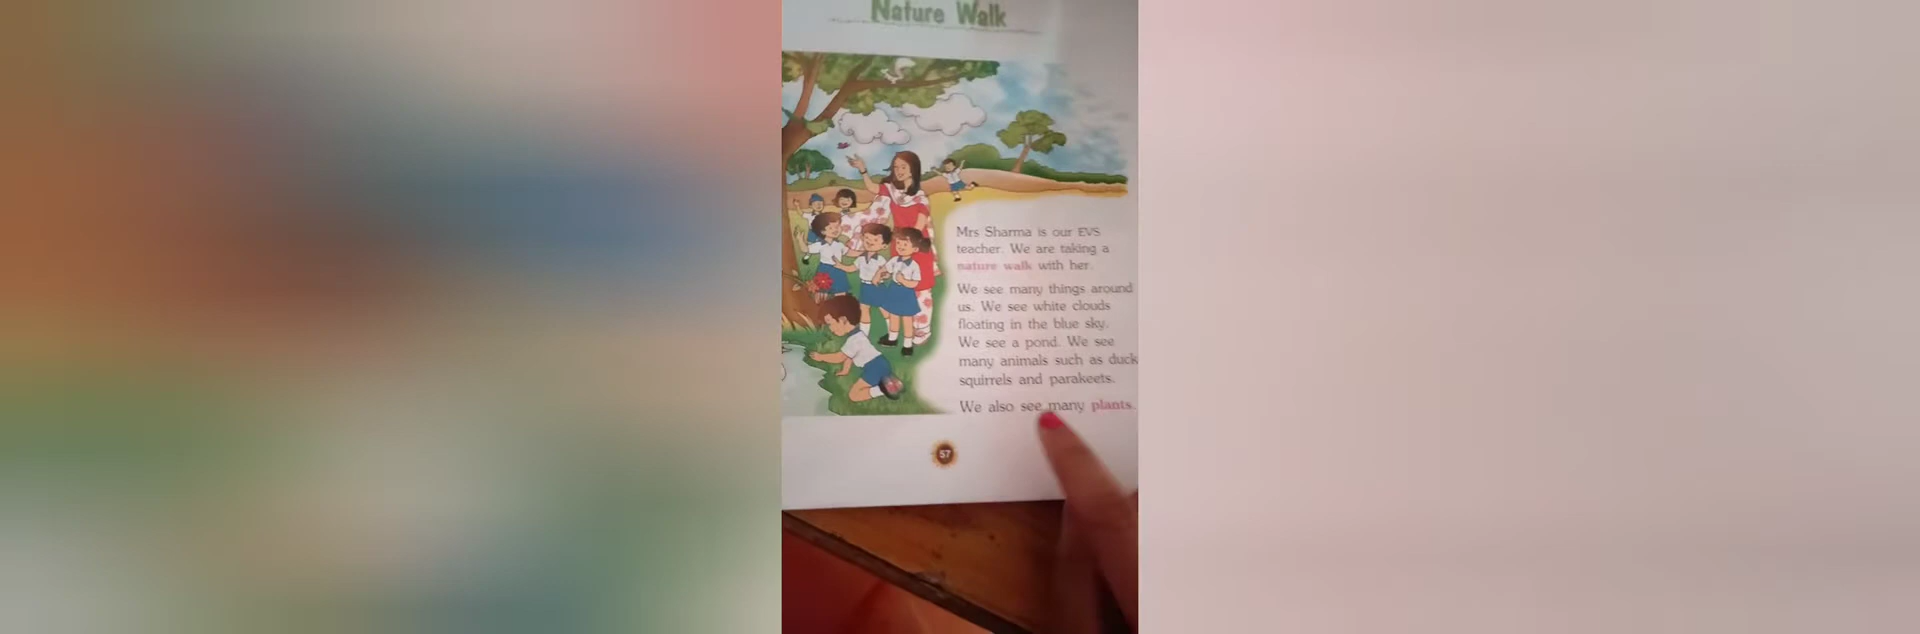 Nature Walk
Mrs Sharma is our EVS
teacher. We are taking a
nature walk with her.
We see many things around
us. We see white clouds
floating in the blue sky.
We see a pond. We see
many animals such as duck
squirrels and parakeets.
We also see many plants.
57